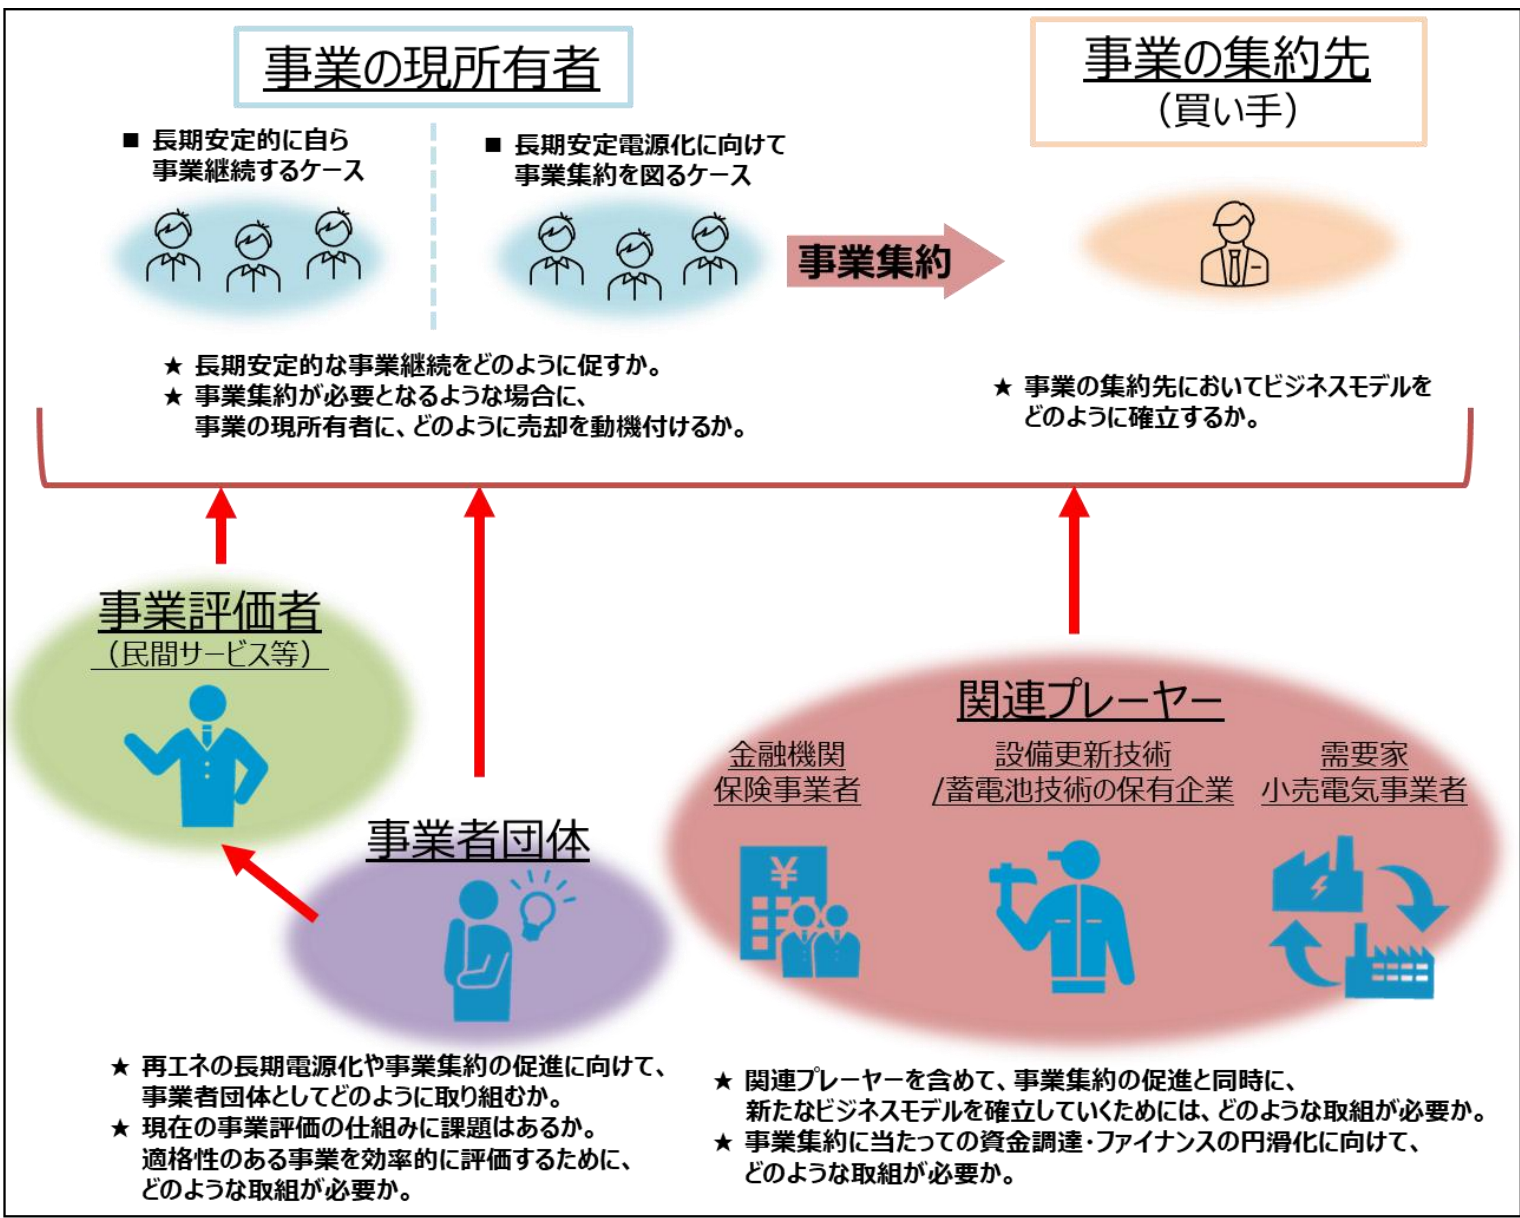 事業の現所有者
■ 長期安定的に自ら
事業継続するケース
■ 長期安定電源化に向けて
事業集約を図るケース
事業集約
事業の集約先
（買い手）
★ 長期安定的な事業継続をどのように促すか。
★ 事業集約が必要となるような場合に、
事業の現所有者に、どのように売却を動機付けるか。
★ 事業の集約先においてビジネスモデルを
どのように確立するか。
事業評価者
（民間サービス等）
事業者団体
関連プレーヤー
金融機関
保険事業者
設備更新技術
/蓄電池技術の保有企業
需要家
小売電気事業者
¥
★ 再エネの長期電源化や事業集約の促進に向けて、
事業者団体としてどのように取り組むか。
★ 現在の事業評価の仕組みに課題はあるか。
適格性のある事業を効率的に評価するために、
どのような取組が必要か。
★ 関連プレーヤーを含めて、事業集約の促進と同時に、
新たなビジネスモデルを確立していくためには、どのような取組が必要か。
★ 事業集約に当たっての資金調達・ファイナンスの円滑化に向けて、
どのような取組が必要か。